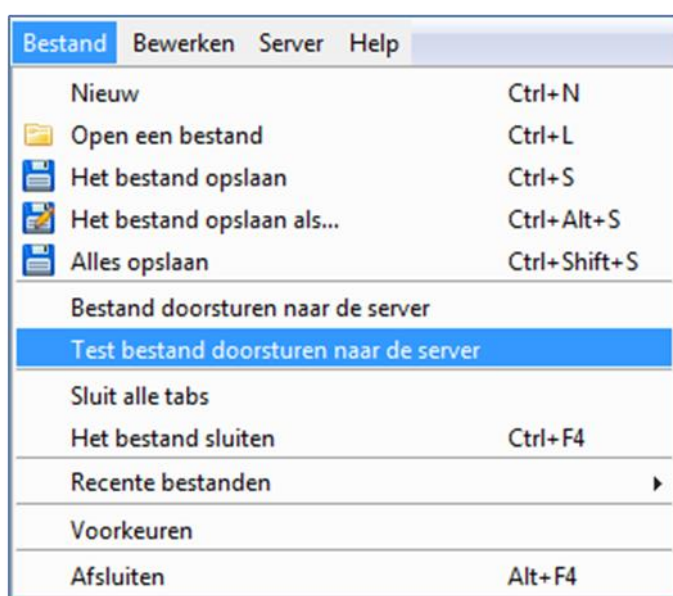 Bestand Bewerken Server Help
Nieuw Ctrl+N
Open een bestand Ctrl+L
Het bestand opslaan Ctrl+S
Het bestand opslaan als... Ctrl+Alt+S
Alles opslaan Ctrl+Shift+S
Bestand doorsturen naar de server
Test bestand doorsturen naar de server
Sluit alle tabs
Het bestand sluiten Ctrl+F4
Recente bestanden
Voorkeuren
Afsluiten Alt+F4